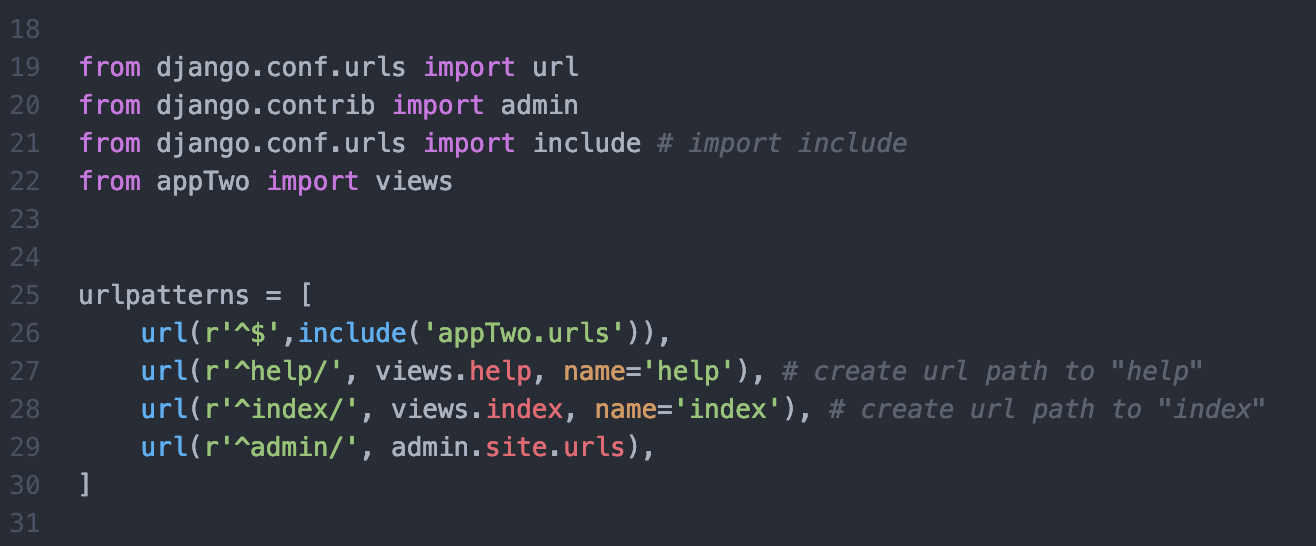 18
19 from django.conf.urls import url
20 from django.contrib import admin
21 from django.conf.urls import include # import include
22 from appTwo import views
23
24
25 urlpatterns = [
26     url(r'^$',include('appTwo.urls')),
27     url(r'^help/', views.help, name='help'), # create url path to "help"
28     url(r'^index/', views.index, name='index'), # create url path to "index"
29     url(r'^admin/', admin.site.urls),
30 ]
31